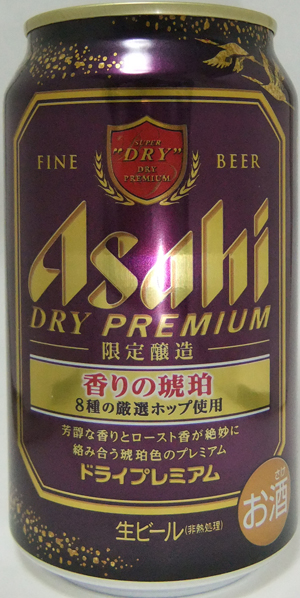 SUPER
"DRY"
DRY
PREMIUM
FINE BEER
Asahi
DRY PREMIUM
限定醸造
香りの琥珀
8種の厳選ホップ使用
芳醇な香りとロースト香が絶妙に
絡み合う琥珀色のプレミアム
ドライプレミアム
生ビール(非熱処理)
さけ
お酒